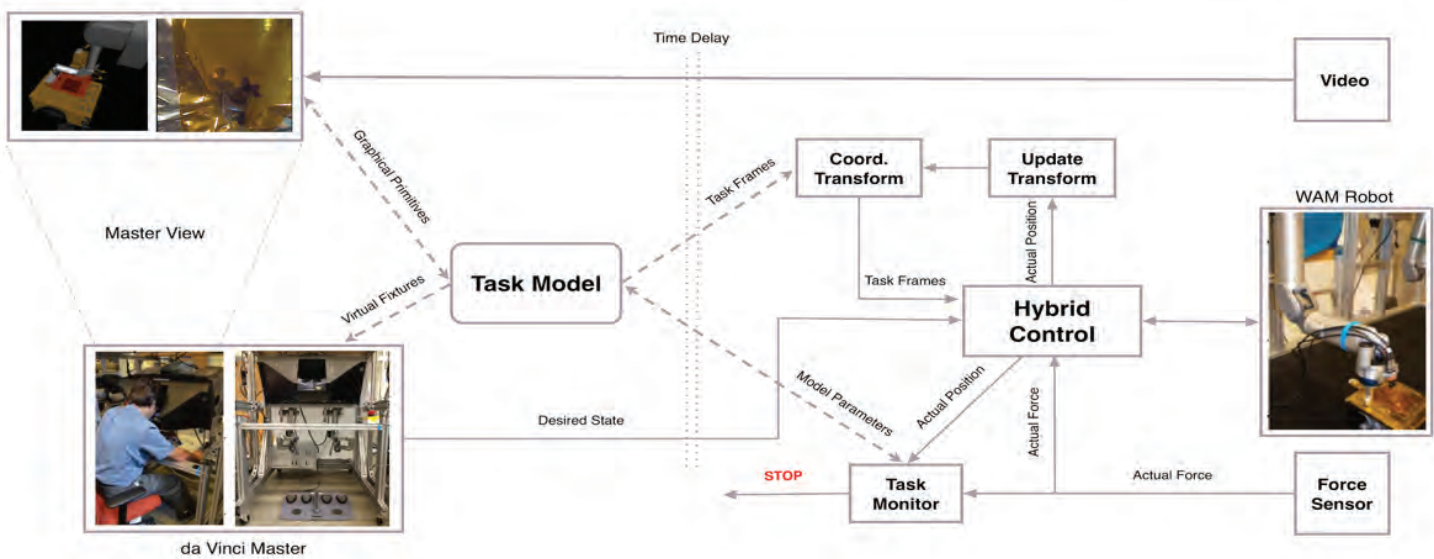 Time Delay
Video
Graphical Primitives
Task Frames
Coord.
Transform
Update
Transform
WAM Robot
Master View
Actual Position
Task Model
Virtual Fixtures
Task Frames
Hybrid
Control
Model Parameters
Actual Position
Desired State
Actual Force
STOP
Task
Monitor
Actual Force
Force
Sensor
da Vinci Master